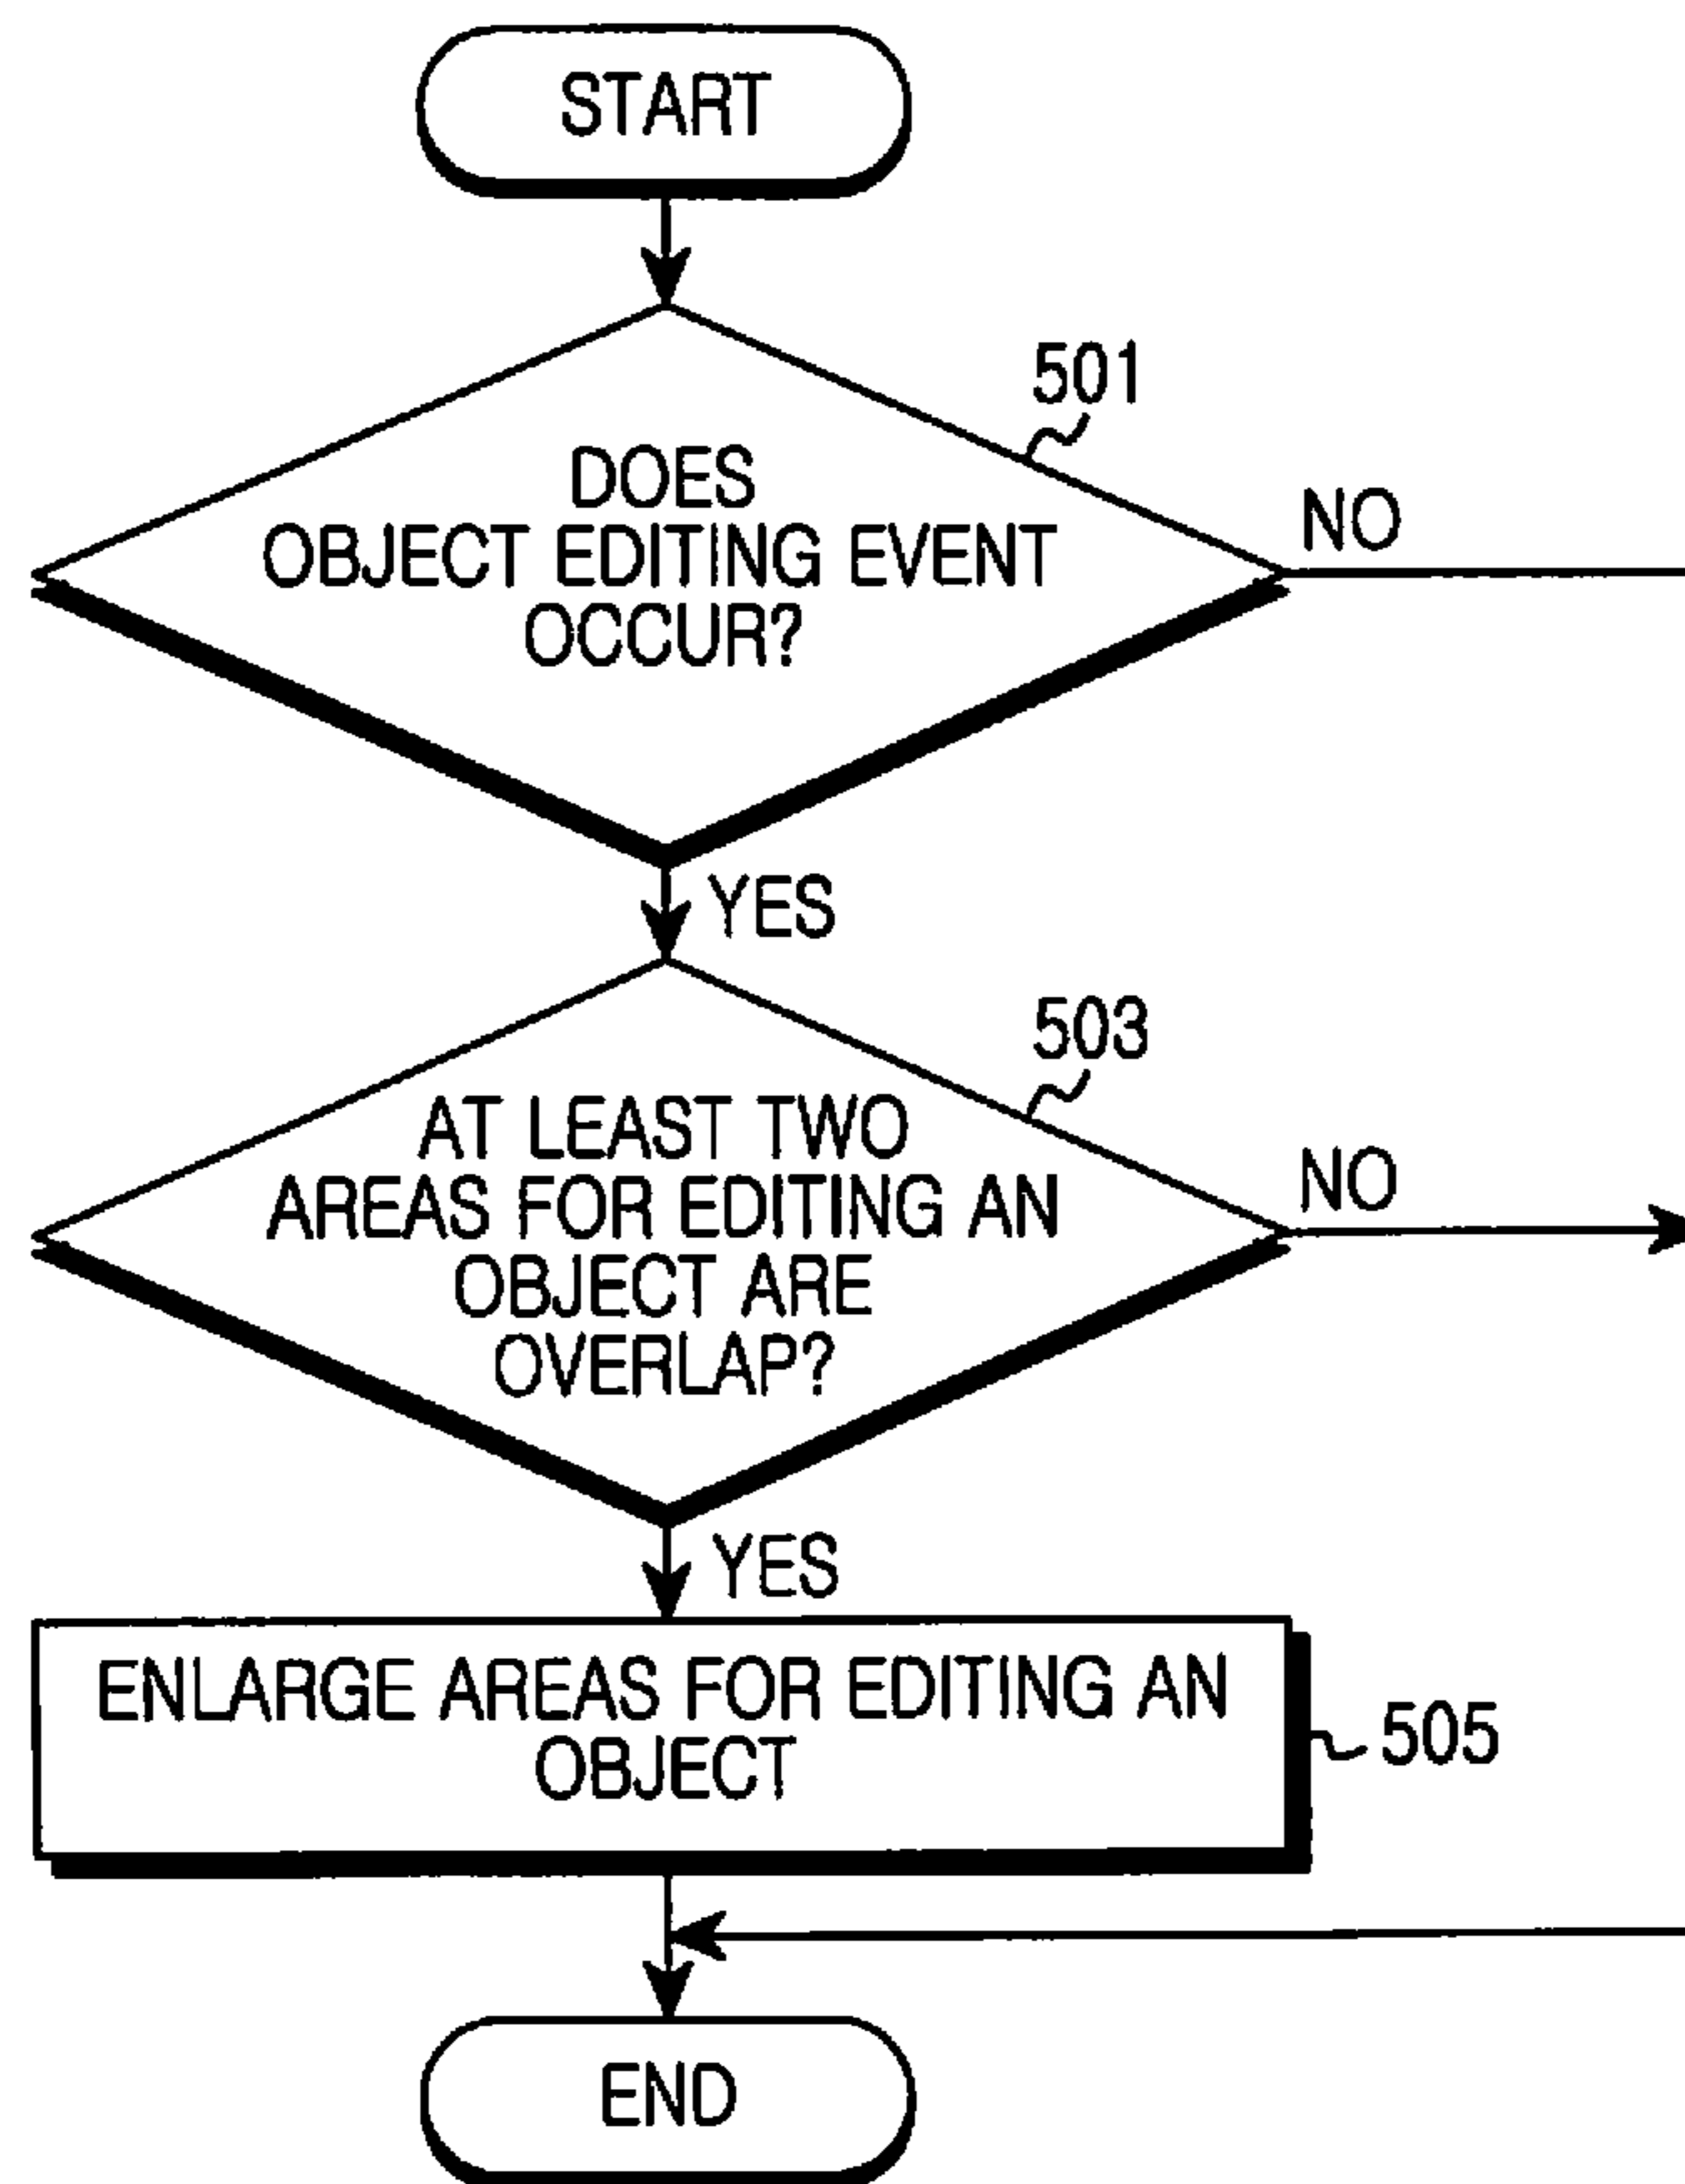 START
501
DOES
OBJECT EDITING EVENT
OCCUR?
NO
YES
503
AT LEAST TWO
AREAS FOR EDITING AN
OBJECT ARE
OVERLAP?
NO
YES
ENLARGE AREAS FOR EDITING AN
OBJECT
505
END